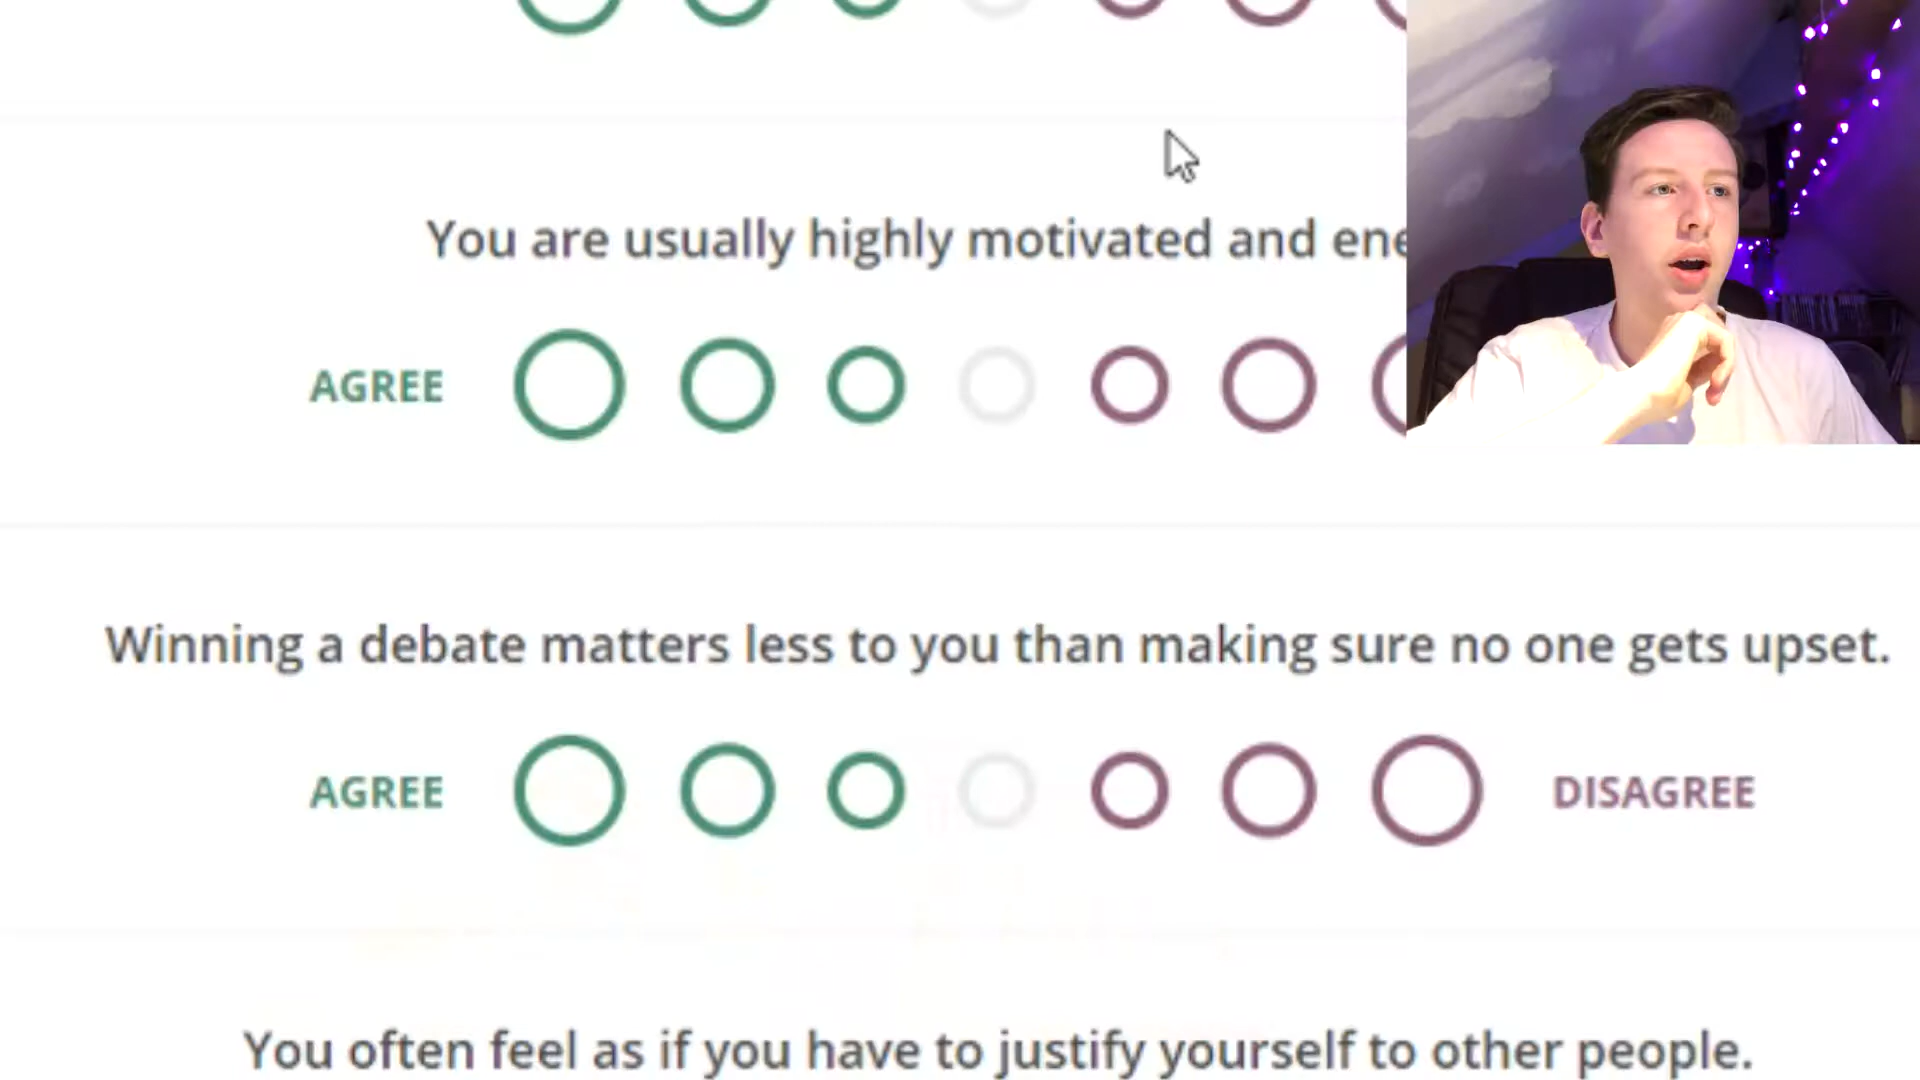 You are usually highly motivated and ene
AGREE
Winning a debate matters less to you than making sure no one gets upset.
AGREE DISAGREE
You often feel as if you have to justify yourself to other people.